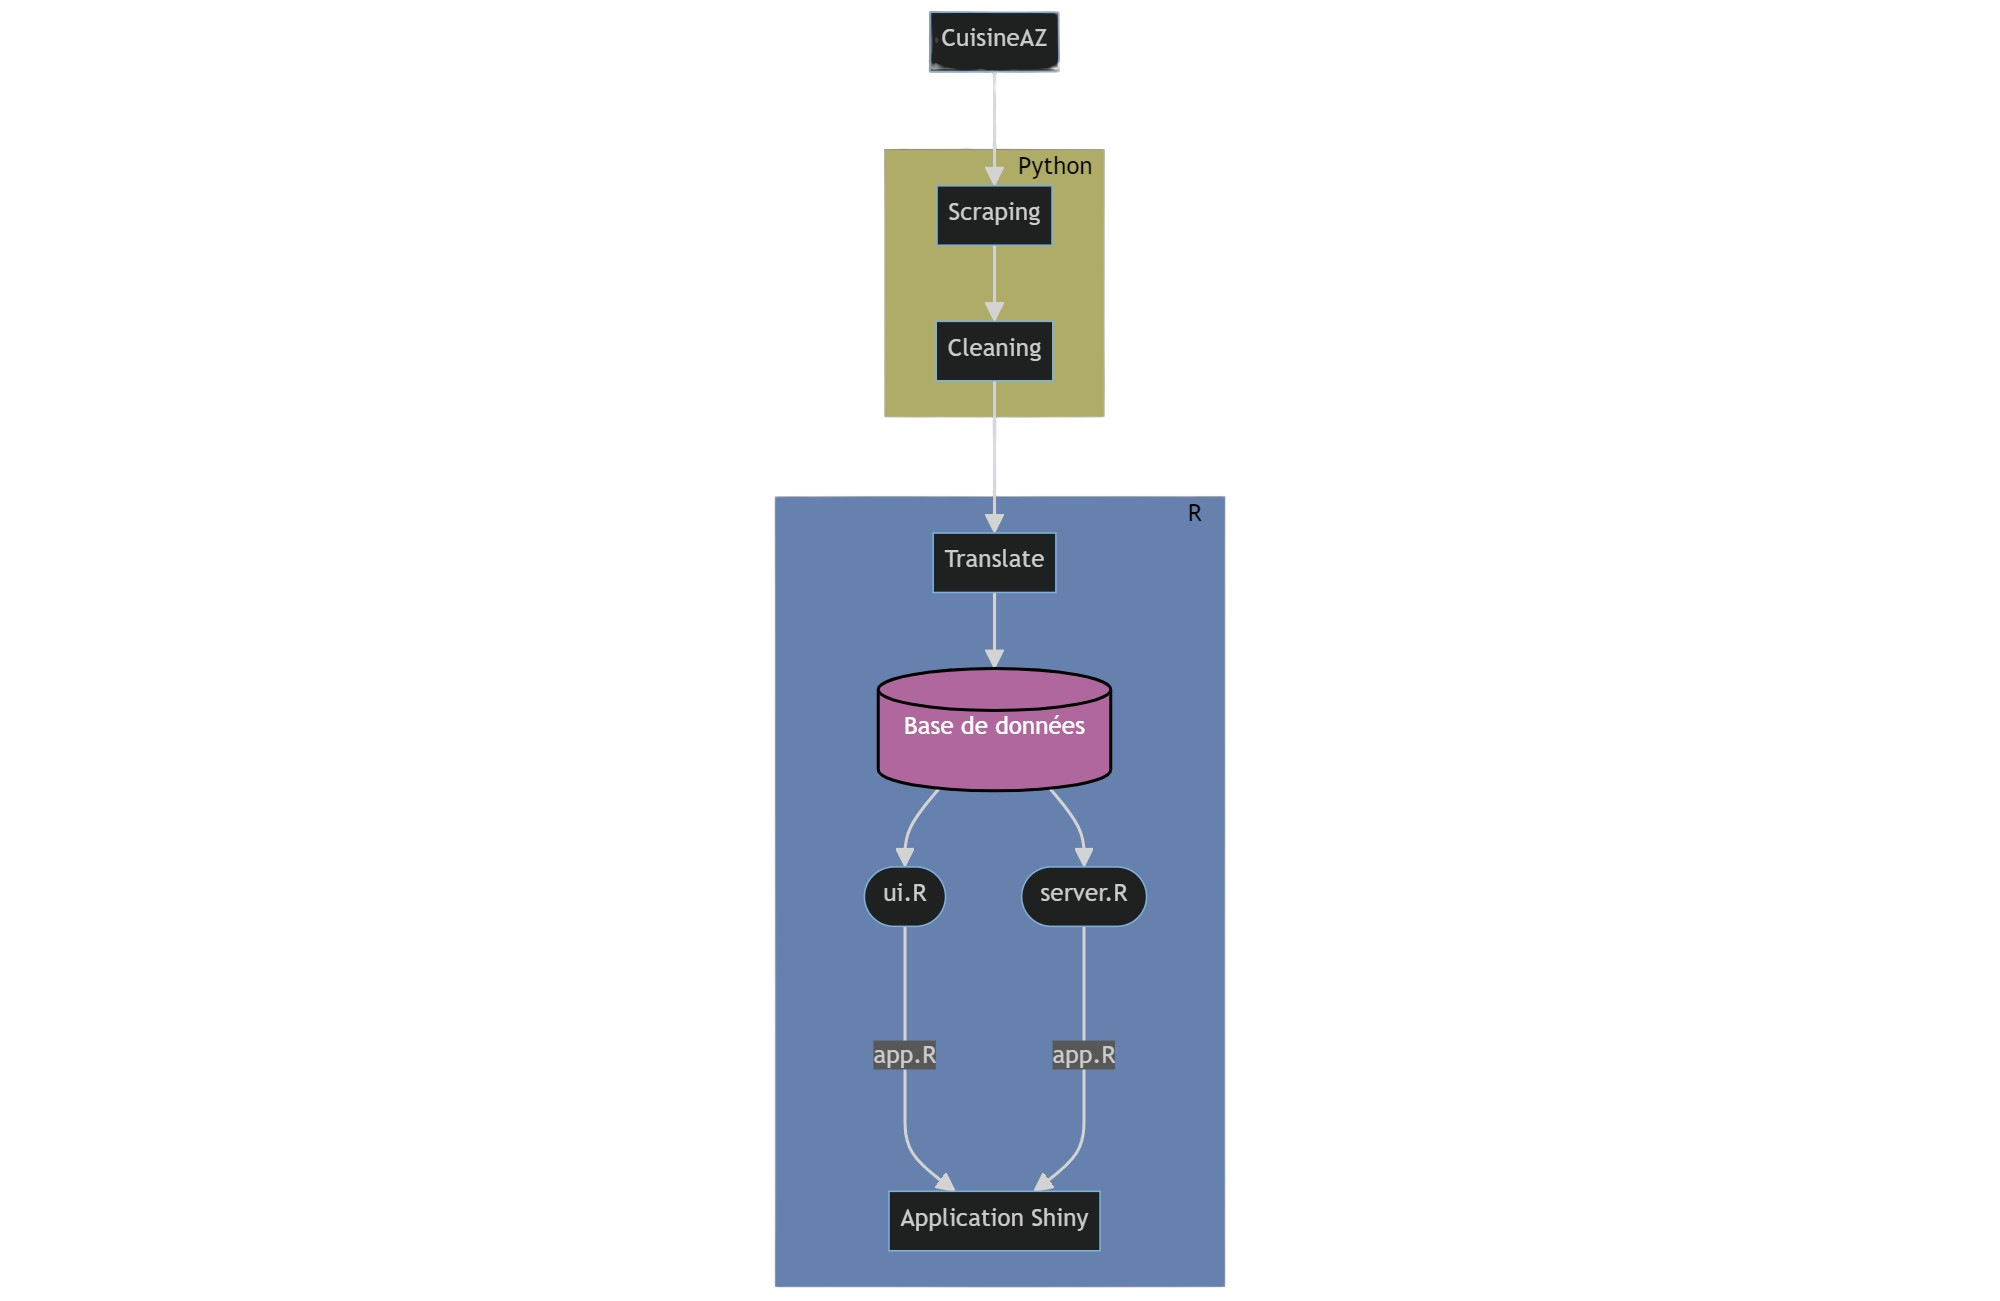 CuisineAZ
Python
Scraping
Cleaning
R
Translate
Base de données
ui.R
server.R
app.R
app.R
Application Shiny